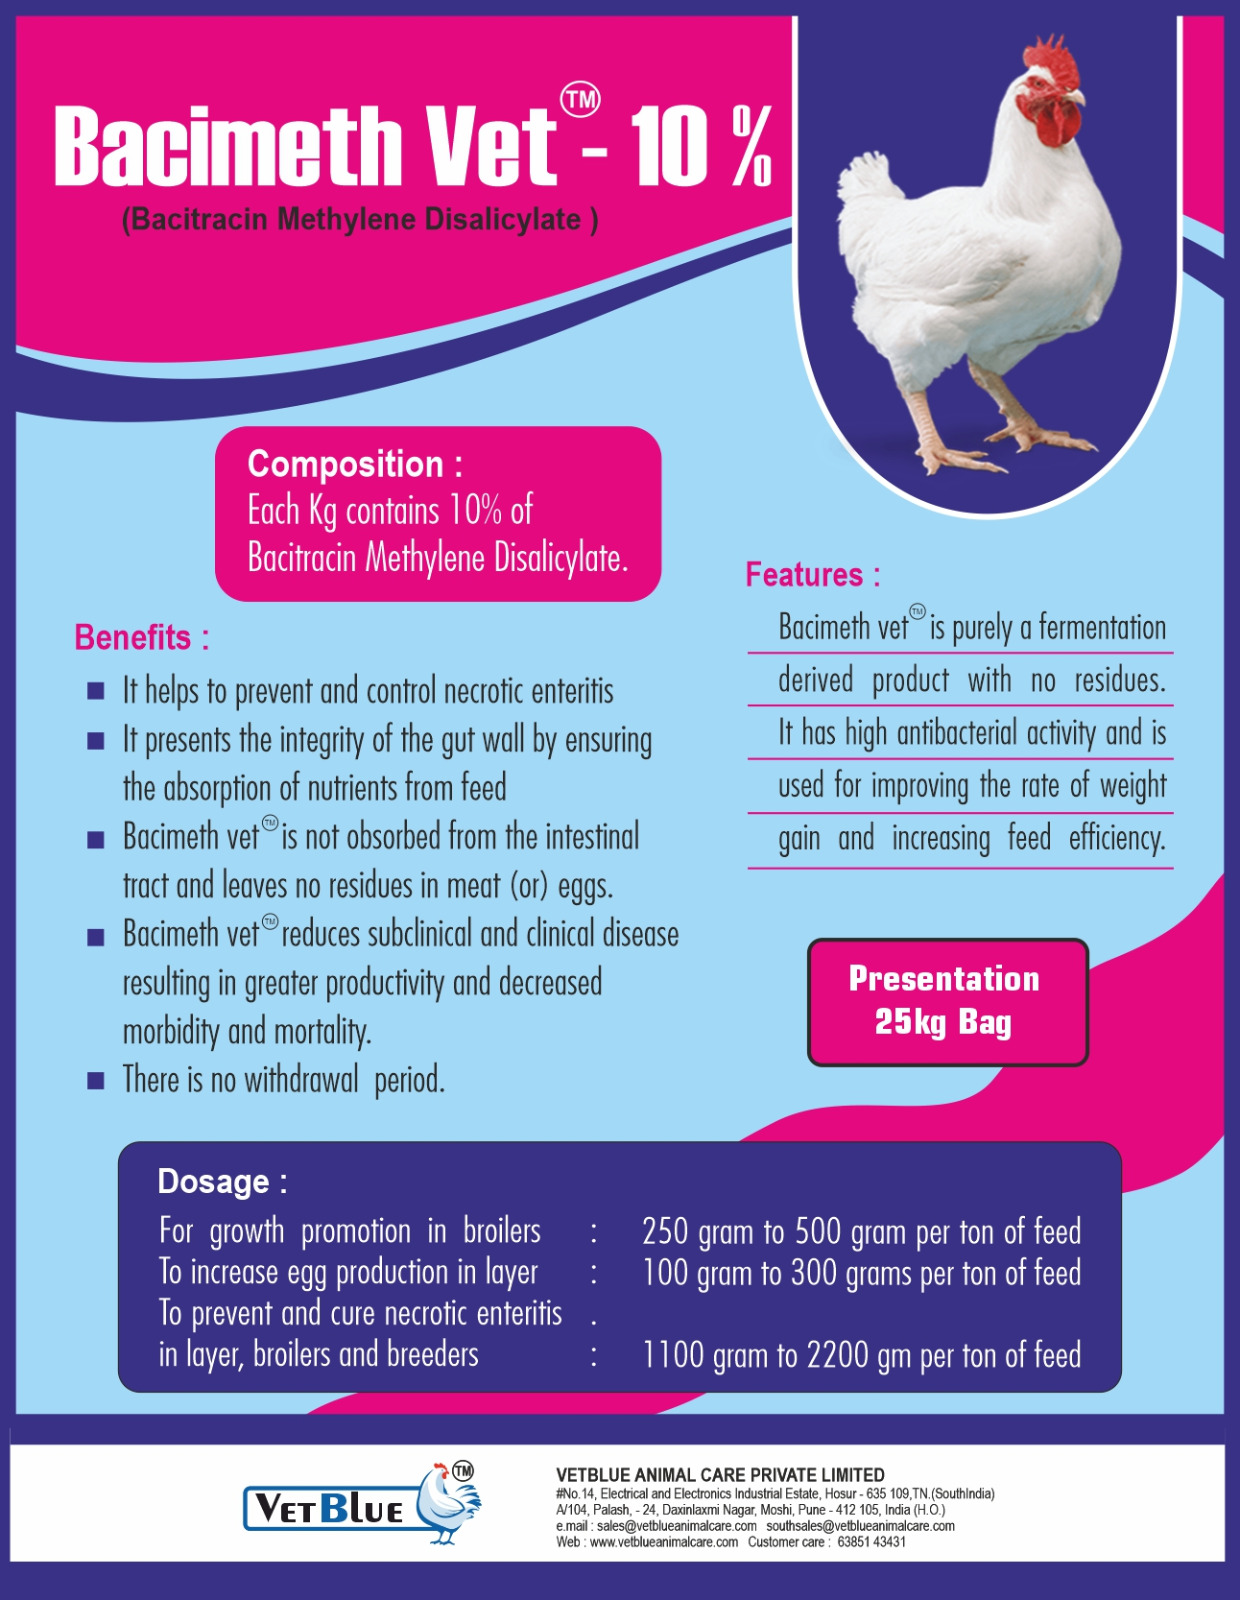 Bacimeth Vet™ - 10 %
(Bacitracin Methylene Disalicylate )
Composition :
Each Kg contains 10% of
Bacitracin Methylene Disalicylate.
Benefits :
It helps to prevent and control necrotic enteritis
It presents the integrity of the gut wall by ensuring
the absorption of nutrients from feed
Bacimeth vet™ is not obsorbed from the intestinal
tract and leaves no residues in meat (or) eggs.
Bacimeth vet™ reduces subclinical and clinical disease
resulting in greater productivity and decreased
morbidity and mortality.
There is no withdrawal period.
Features :
Bacimeth vet™ is purely a fermentation
derived product with no residues.
It has high antibacterial activity and is
used for improving the rate of weight
gain and increasing feed efficiency.
Presentation
25kg Bag
Dosage :
For growth promotion in broilers : 250 gram to 500 gram per ton of feed
To increase egg production in layer : 100 gram to 300 grams per ton of feed
To prevent and cure necrotic enteritis .
in layer, broilers and breeders : 1100 gram to 2200 gm per ton of feed
VETBLUE ™
VETBLUE ANIMAL CARE PRIVATE LIMITED
#No.14, Electrical and Electronics Industrial Estate, Hosur - 635 109,TN.(SouthIndia)
A/104, Palash, - 24, Daxinlaxmi Nagar, Moshi, Pune - 412 105, India (H.O.)
e.mail : sales@vetblueanimalcare.com southsales@vetblueanimalcare.com
Web : www.vetblueanimalcare.com Customer care : 63851 43431